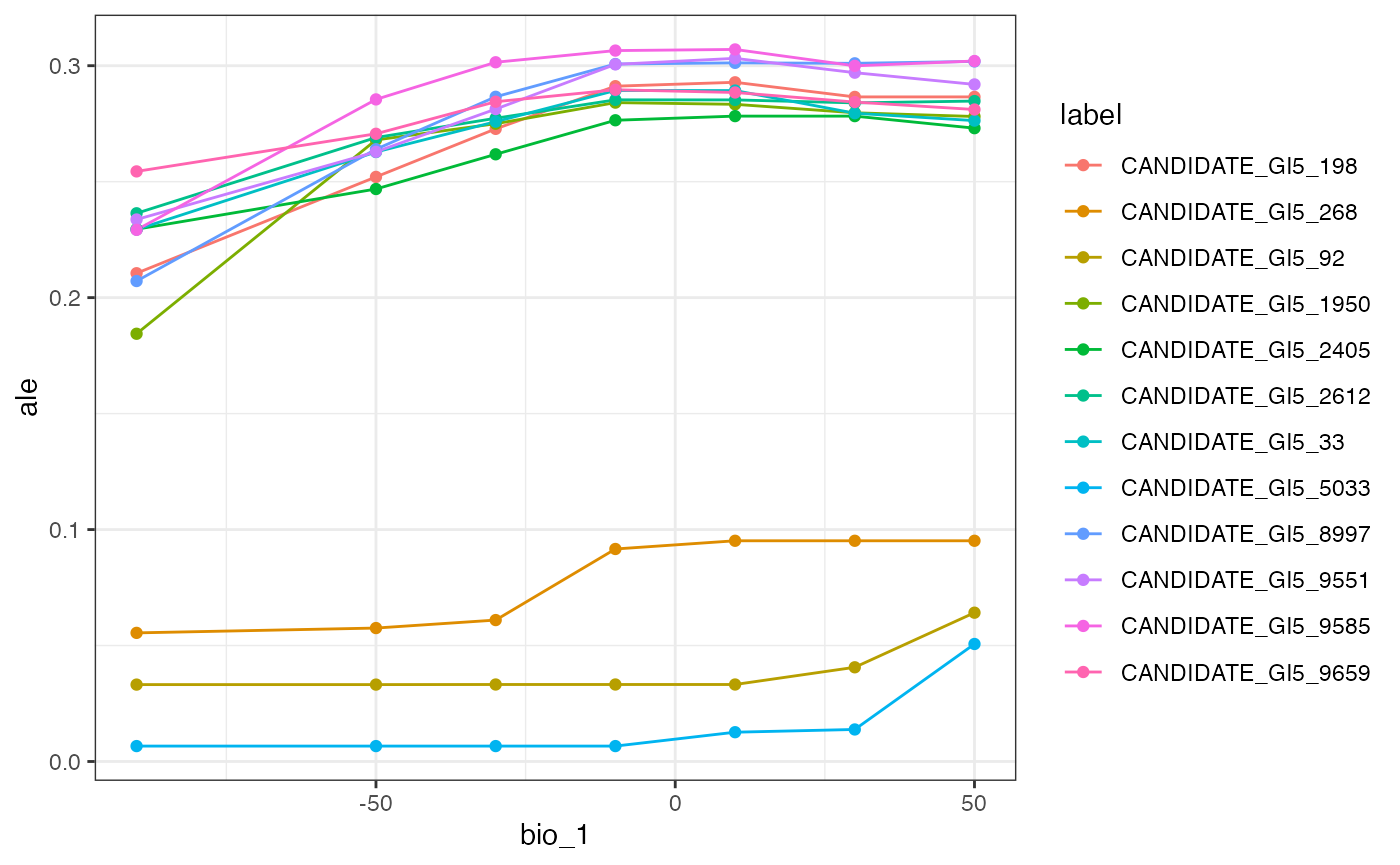 0.3
0.2
0.1
0.0
ale
-50
0
50
bio_1
label
CANDIDATE_GI5_198
CANDIDATE_GI5_268
CANDIDATE_GI5_92
CANDIDATE_GI5_1950
CANDIDATE_GI5_2405
CANDIDATE_GI5_2612
CANDIDATE_GI5_33
CANDIDATE_GI5_5033
CANDIDATE_GI5_8997
CANDIDATE_GI5_9551
CANDIDATE_GI5_9585
CANDIDATE_GI5_9659